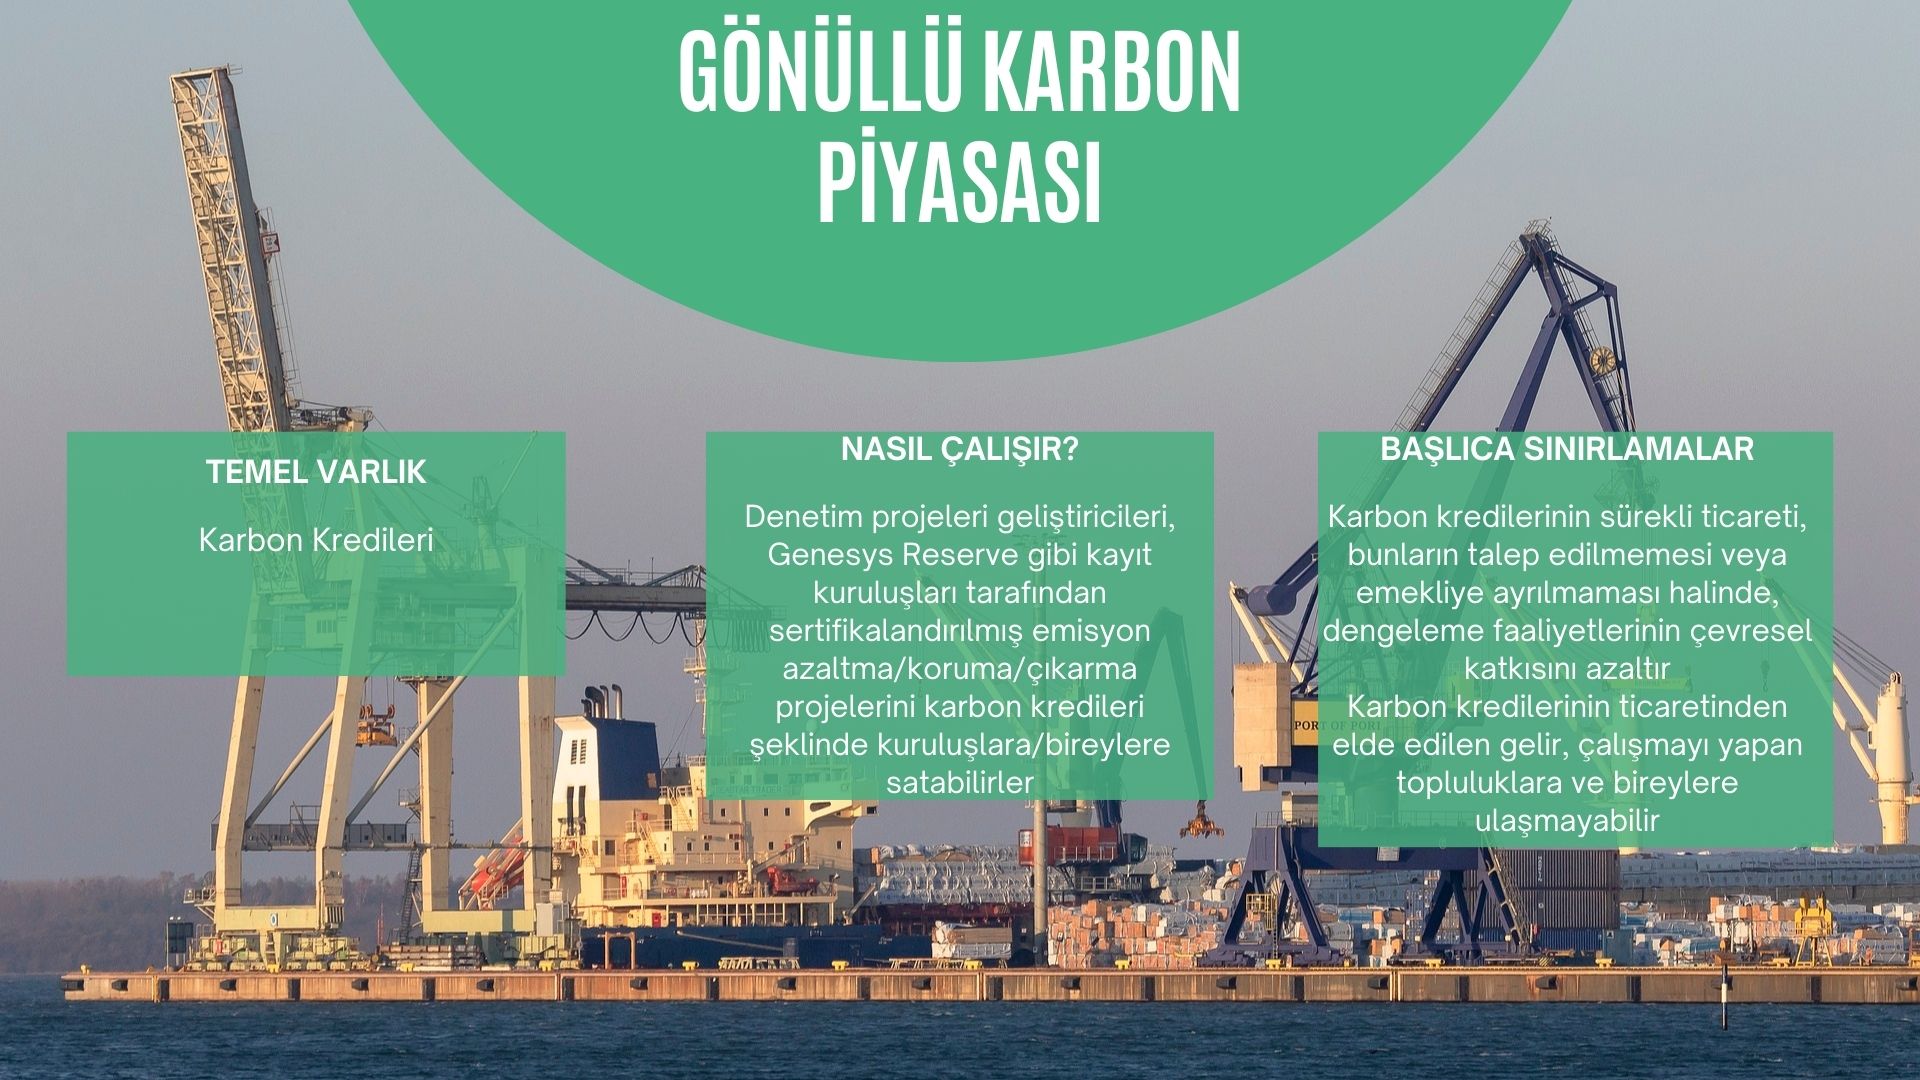 GÖNÜLLÜ KARBON
PİYASASI
TEMEL VARLIK
Karbon Kredileri
NASIL ÇALIŞIR?
Denetim projeleri geliştiricileri,
Genesys Reserve gibi kayıt
kuruluşları tarafından
sertifikalandırılmış emisyon
azaltma/koruma/çıkarma
projelerini karbon kredileri
şeklinde kuruluşlara/bireylere
satabilirler
BAŞLICA SINIRLAMALAR
Karbon kredilerinin sürekli ticareti,
bunların talep edilmemesi veya
emekliye ayrılmaması halinde,
dengeleme faaliyetlerinin çevresel
katkısını azaltır
Karbon kredilerinin ticaretinden
elde edilen gelir, çalışmayı yapan
topluluklara ve bireylere
ulaşmayabilir
PORT OF PORI